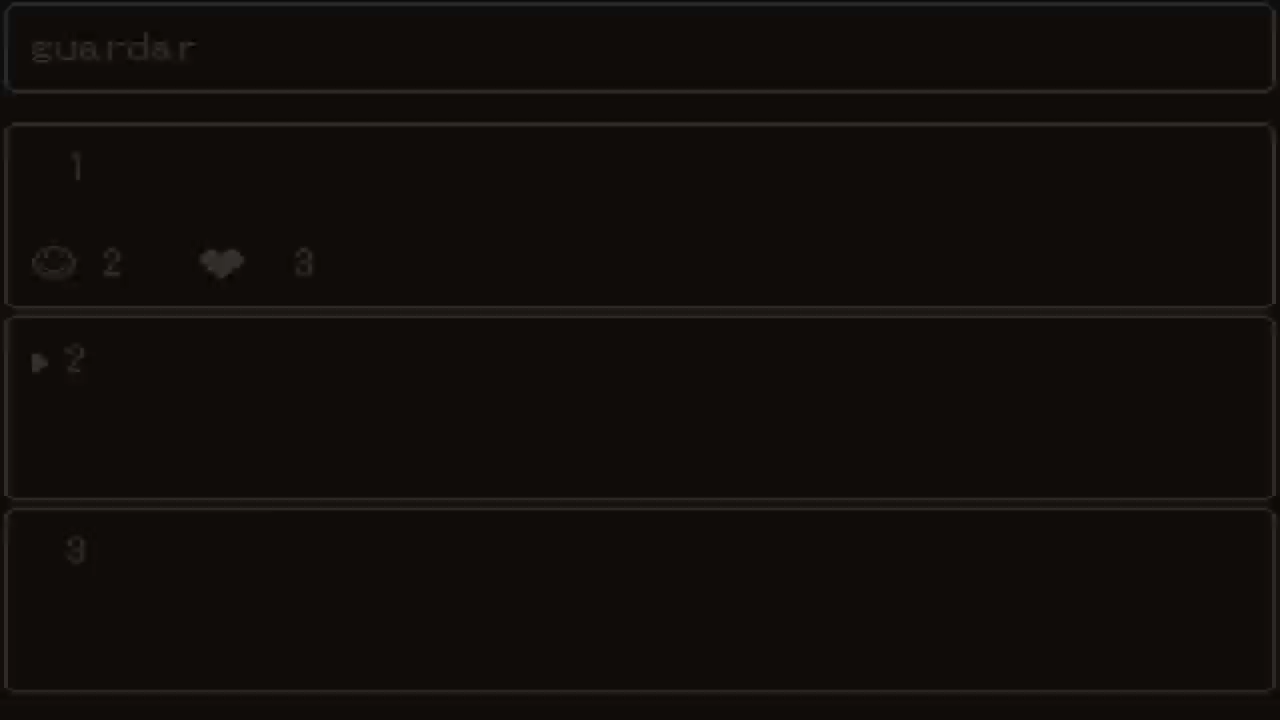 guardar
1
☺ 2 ♥ 3
▶ 2
3